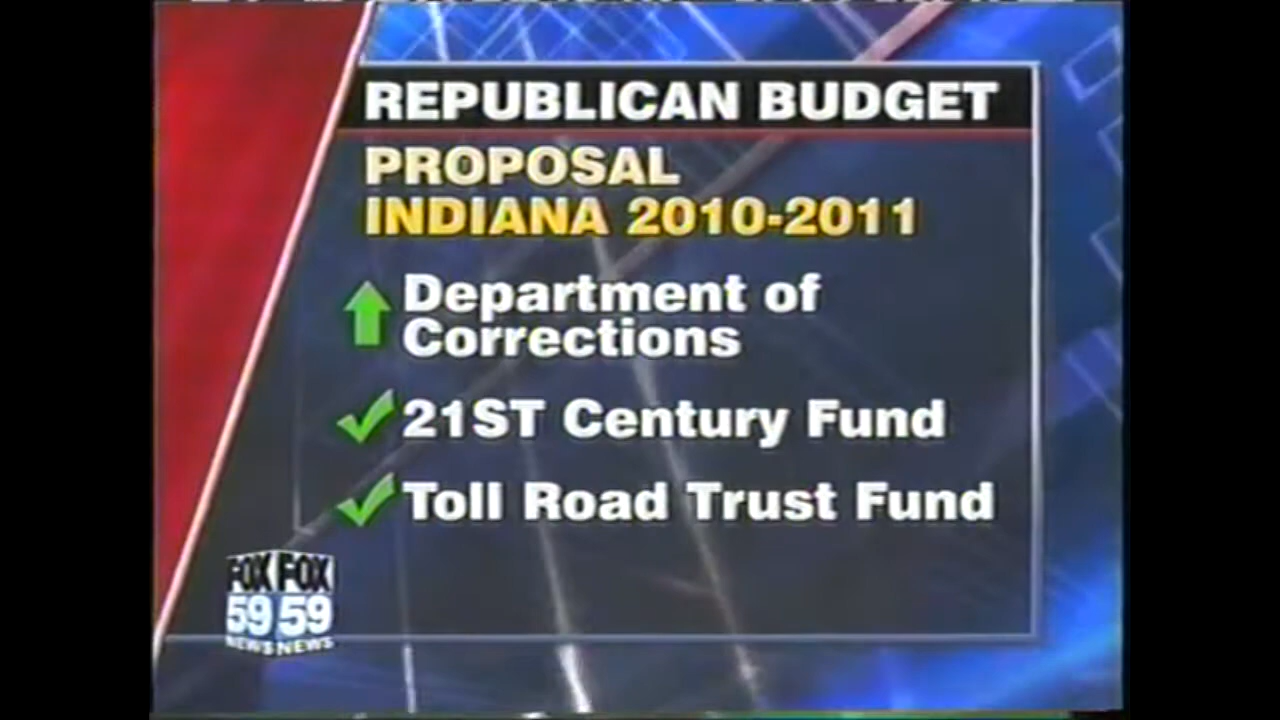 REPUBLICAN BUDGET
PROPOSAL
INDIANA 2010-2011
Department of
Corrections
21ST Century Fund
Toll Road Trust Fund
FOX FOX
59 59
NEWS NEWS